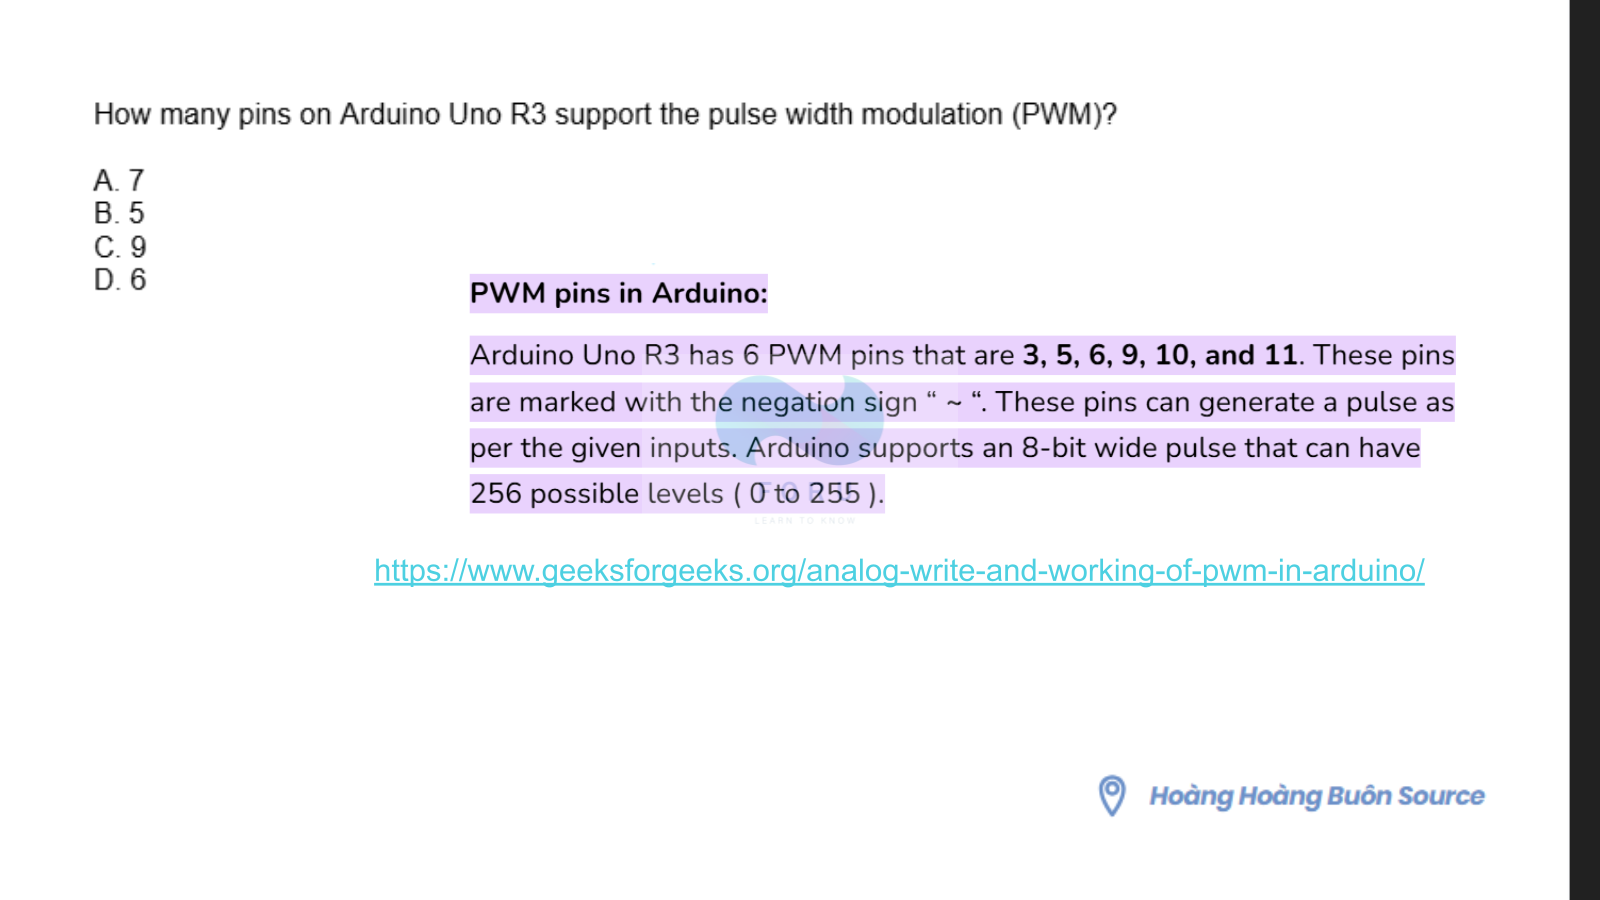 How many pins on Arduino Uno R3 support the pulse width modulation (PWM)?
A. 7
B. 5
C. 9
D. 6
PWM pins in Arduino:
Arduino Uno R3 has 6 PWM pins that are 3, 5, 6, 9, 10, and 11. These pins
are marked with the negation sign “ ~ “. These pins can generate a pulse as
per the given inputs. Arduino supports an 8-bit wide pulse that can have
256 possible levels ( 0 to 255 ).
LEARN TO KNOW
https://www.geeksforgeeks.org/analog-write-and-working-of-pwm-in-arduino/
Hoàng Hoàng Buôn Source